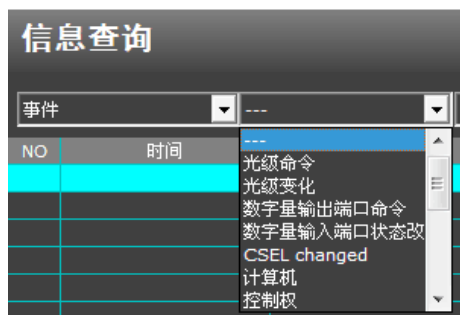 信息查询
事件
---
NO
时间
---
光级命令
光级变化
数字量输出端口命令
数字量输入端口状态改
CSEL changed
计算机
控制权